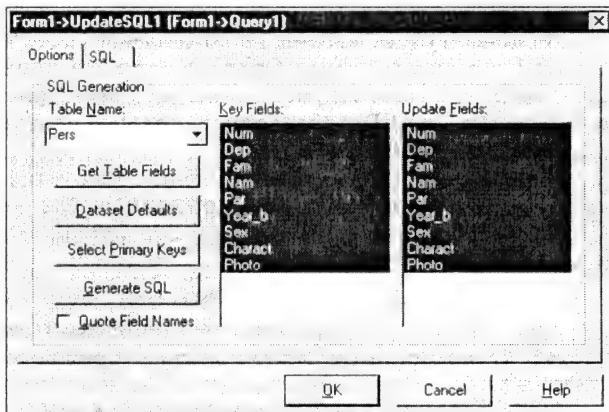 Form1->UpdateSQL1 (Form1->Query1)
Options SQL
SQL Generation
Table Name:
Pers
Get Table Fields
Dataset Defaults
Select Primary Keys
Generate SQL
Quote Field Names
Key Fields:
Num
Dep
Fam
Nam
Par
Year_b
Sex
Charact
Photo
Update Fields:
Num
Dep
Fam
Nam
Par
Year_b
Sex
Charact
Photo
OK Cancel Help